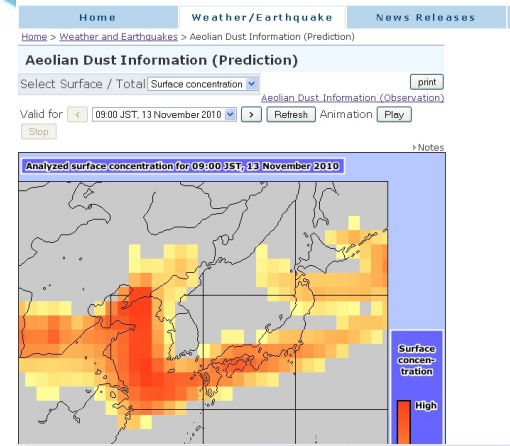 Home Weather/Earthquake News Releases
Home > Weather and Earthquakes > Aeolian Dust Information (Prediction)
Aeolian Dust Information (Prediction)
Select Surface / Total Surface concentration print
Aeolian Dust Information (Observation)
Valid for < 09:00 JST, 13 November 2010 > Refresh Animation Play
Stop
Notes
Analyzed surface concentration for 09:00 JST, 13 November 2010
Surface
concen-
tration
High